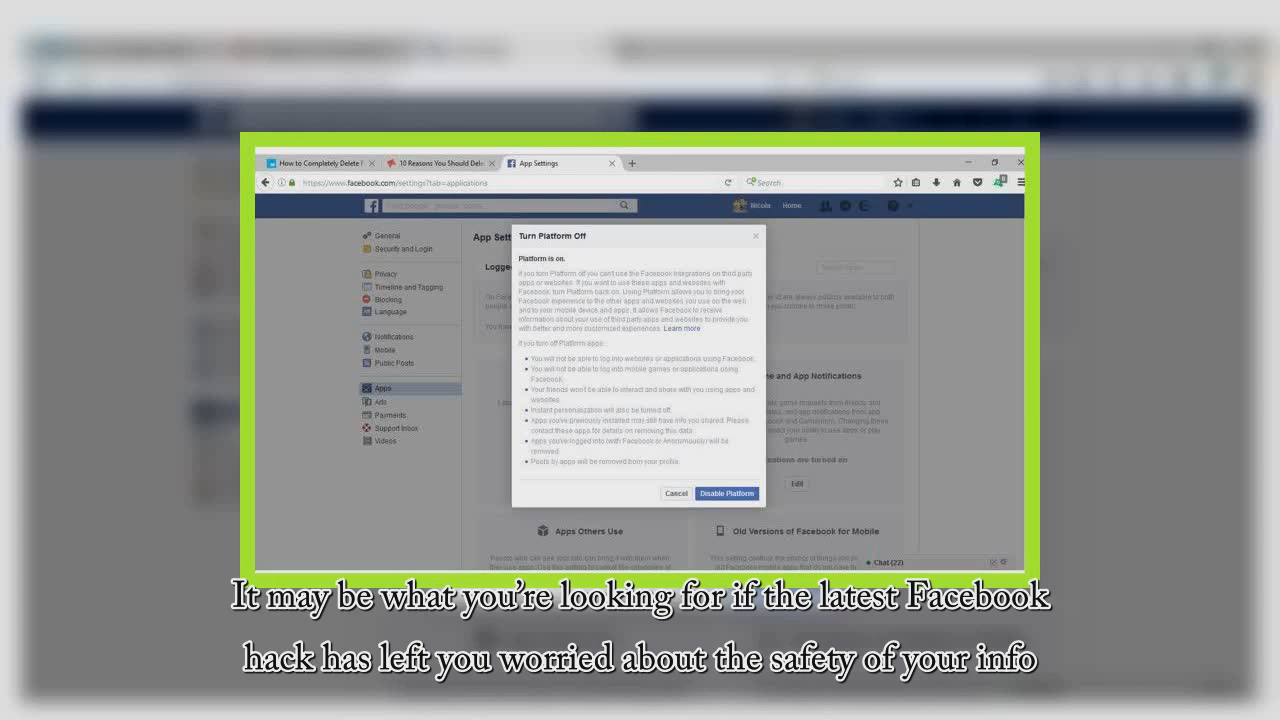 How to Completely Delete F
10 Reasons You Should Dele
App Settings
https://www.facebook.com/settings?tab=applications
Search
Nicola
Home
General
Security and Login
Privacy
Timeline and Tagging
Blocking
Language
Notifications
Mobile
Public Posts
Apps
Ads
Payments
Support Inbox
Videos
App Sett
Logge
Turn Platform Off
Platform is on.
If you turn Platform off you can't use the Facebook integrations on third party
apps or websites. If you want to use these apps and websites with
Facebook, turn Platform back on. Using Platform allows you to bring your
Facebook experience to the other apps and websites you use on the web
and to your mobile device and apps. It allows Facebook to receive
information about your use of third party apps and websites to provide you
with better and more customized experiences. Learn more
If you turn off Platform apps:
You will not be able to log into websites or applications using Facebook.
You will not be able to log into mobile games or applications using
Facebook.
Your friends won't be able to interact and share with you using apps and
websites.
Instant personalization will also be turned off.
Apps you've previously installed may still have info you shared. Please
contact these apps for details on removing this data.
Apps you've logged into (with Facebook or Anonymously) will be
removed.
Posts by apps will be removed from your profile.
Cancel
Disable Platform
Search Apps
e and App Notifications
games.
Edit
Apps Others Use
Old Versions of Facebook for Mobile
Chat (22)
It may be what you're looking for if the latest Facebook
hack has left you worried about the safety of your info